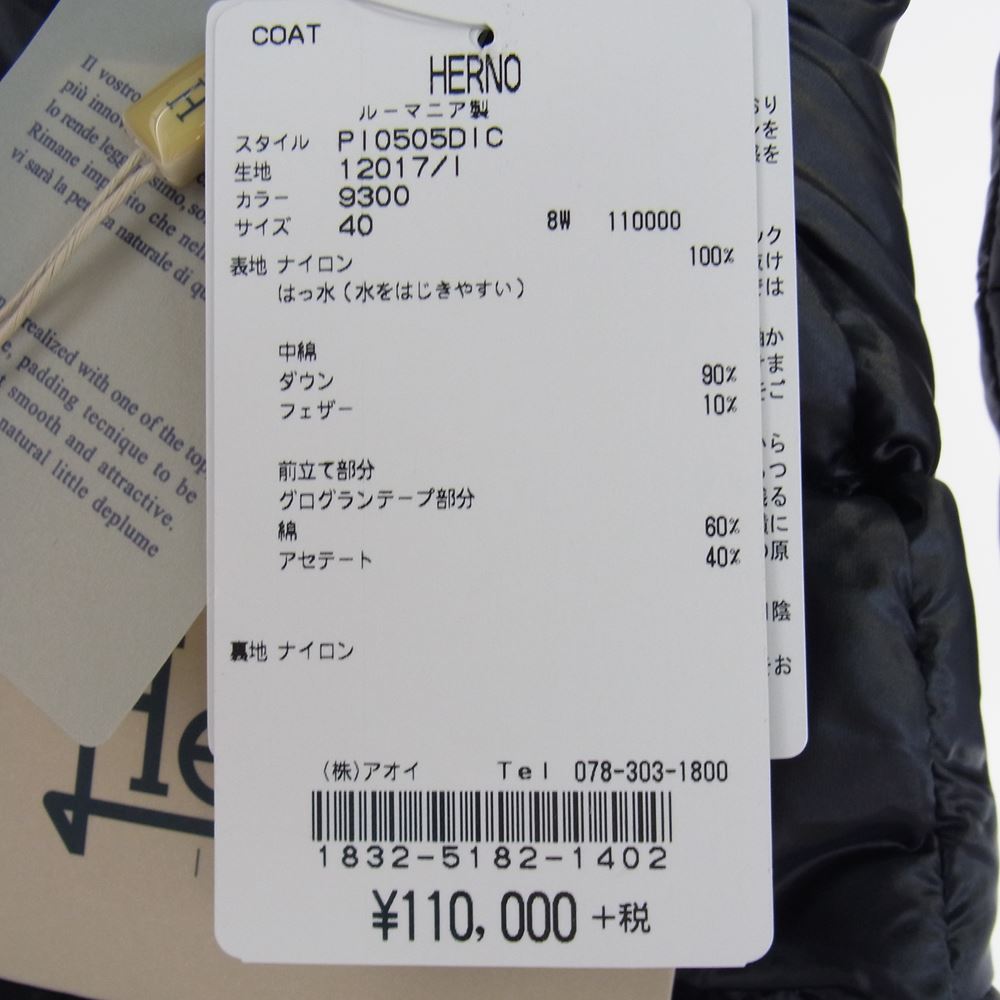 COAT
HERNO
ルーマニア製
スタイル PI0505DIC
生地 12017/I
カラー 9300
サイズ 40 8W 110000
表地 ナイロン 100%
はっ水(水をはじきやすい)
中綿
ダウン 90%
フェザー 10%
前立て部分
グログランテープ部分
綿 60%
アセテート 40%
裏地 ナイロン
(株)アオイ Tel 078-303-1800
1832-5182-1402
¥110,000 +税
H
Il vostro
più
lo rende
Rimane
vi sarà la
che
naturale di
realized with one of the top
padding tecnique to be
smooth and attractive.
natural little deplume
He